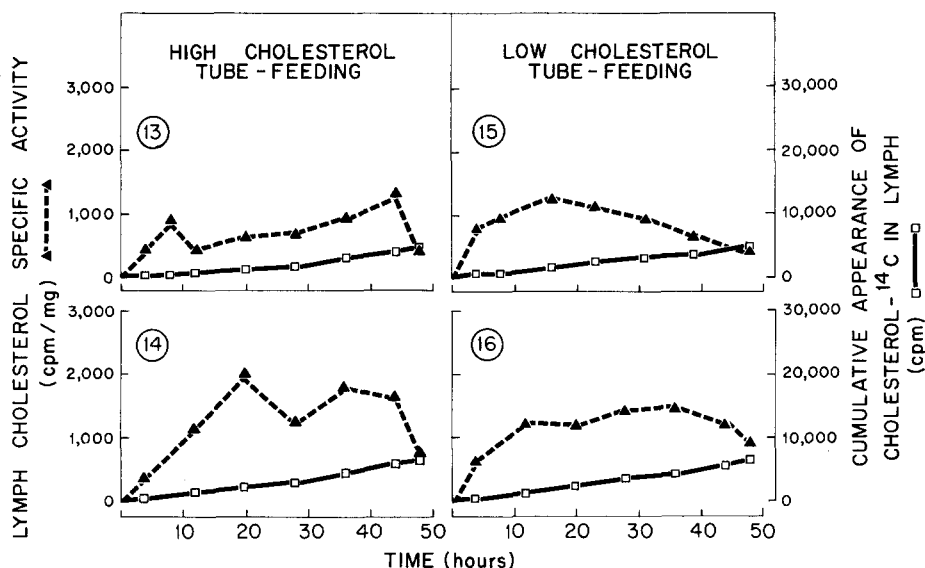 HIGH CHOLESTEROL
TUBE-FEEDING
LOW CHOLESTEROL
TUBE-FEEDING
LYMPH CHOLESTEROL SPECIFIC ACTIVITY
(cpm/mg)
3,000
2,000
1,000
0
3,000
2,000
1,000
0
13
15
14
16
30,000
20,000
10,000
0
30,000
20,000
10,000
0
CUMULATIVE APPEARANCE OF
CHOLESTEROL-14C IN LYMPH
(cpm)
10 20 30 40 50
10 20 30 40 50
TIME (hours)